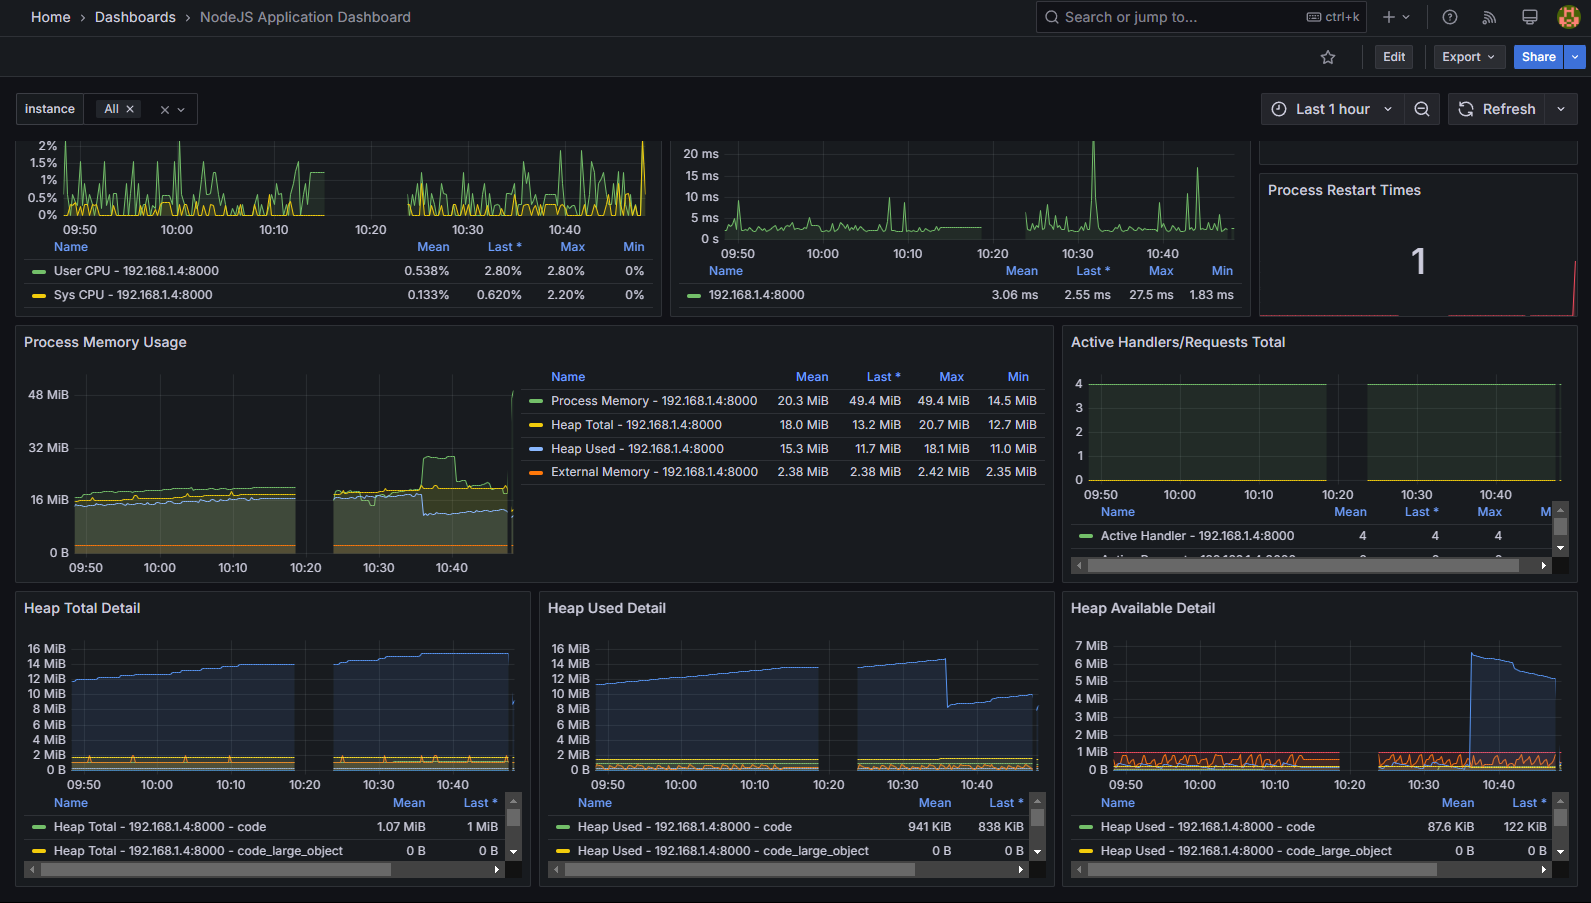 Home › Dashboards › NodeJS Application Dashboard
Search or jump to... ctrl+k
Edit Export Share
instance All
Last 1 hour Refresh
2%
1.5%
1%
0.5%
0%
09:50 10:00 10:10 10:20 10:30 10:40
Name Mean Last * Max Min
User CPU - 192.168.1.4:8000 0.538% 2.80% 2.80% 0%
Sys CPU - 192.168.1.4:8000 0.133% 0.620% 2.20% 0%
20 ms
15 ms
10 ms
5 ms
0 s
09:50 10:00 10:10 10:20 10:30 10:40
Name Mean Last * Max Min
192.168.1.4:8000 3.06 ms 2.55 ms 27.5 ms 1.83 ms
Process Restart Times
1
Process Memory Usage
48 MiB
32 MiB
16 MiB
0 B
09:50 10:00 10:10 10:20 10:30 10:40
Name Mean Last * Max Min
Process Memory - 192.168.1.4:8000 20.3 MiB 49.4 MiB 49.4 MiB 14.5 MiB
Heap Total - 192.168.1.4:8000 18.0 MiB 13.2 MiB 20.7 MiB 12.7 MiB
Heap Used - 192.168.1.4:8000 15.3 MiB 11.7 MiB 18.1 MiB 11.0 MiB
External Memory - 192.168.1.4:8000 2.38 MiB 2.38 MiB 2.42 MiB 2.35 MiB
Active Handlers/Requests Total
4
3
2
1
0
09:50 10:00 10:10 10:20 10:30 10:40
Name Mean Last * Max M
Active Handler - 192.168.1.4:8000 4 4 4
Heap Total Detail
16 MiB
14 MiB
12 MiB
10 MiB
8 MiB
6 MiB
4 MiB
2 MiB
0 B
09:50 10:00 10:10 10:20 10:30 10:40
Name Mean Last *
Heap Total - 192.168.1.4:8000 - code 1.07 MiB 1 MiB
Heap Total - 192.168.1.4:8000 - code_large_object 0 B 0 B
Heap Used Detail
16 MiB
14 MiB
12 MiB
10 MiB
8 MiB
6 MiB
4 MiB
2 MiB
0 B
09:50 10:00 10:10 10:20 10:30 10:40
Name Mean Last *
Heap Used - 192.168.1.4:8000 - code 941 KiB 838 KiB
Heap Used - 192.168.1.4:8000 - code_large_object 0 B 0 B
Heap Available Detail
7 MiB
6 MiB
5 MiB
4 MiB
3 MiB
2 MiB
1 MiB
0 B
09:50 10:00 10:10 10:20 10:30 10:40
Name Mean Last *
Heap Used - 192.168.1.4:8000 - code 87.6 KiB 122 KiB
Heap Used - 192.168.1.4:8000 - code_large_object 0 B 0 B